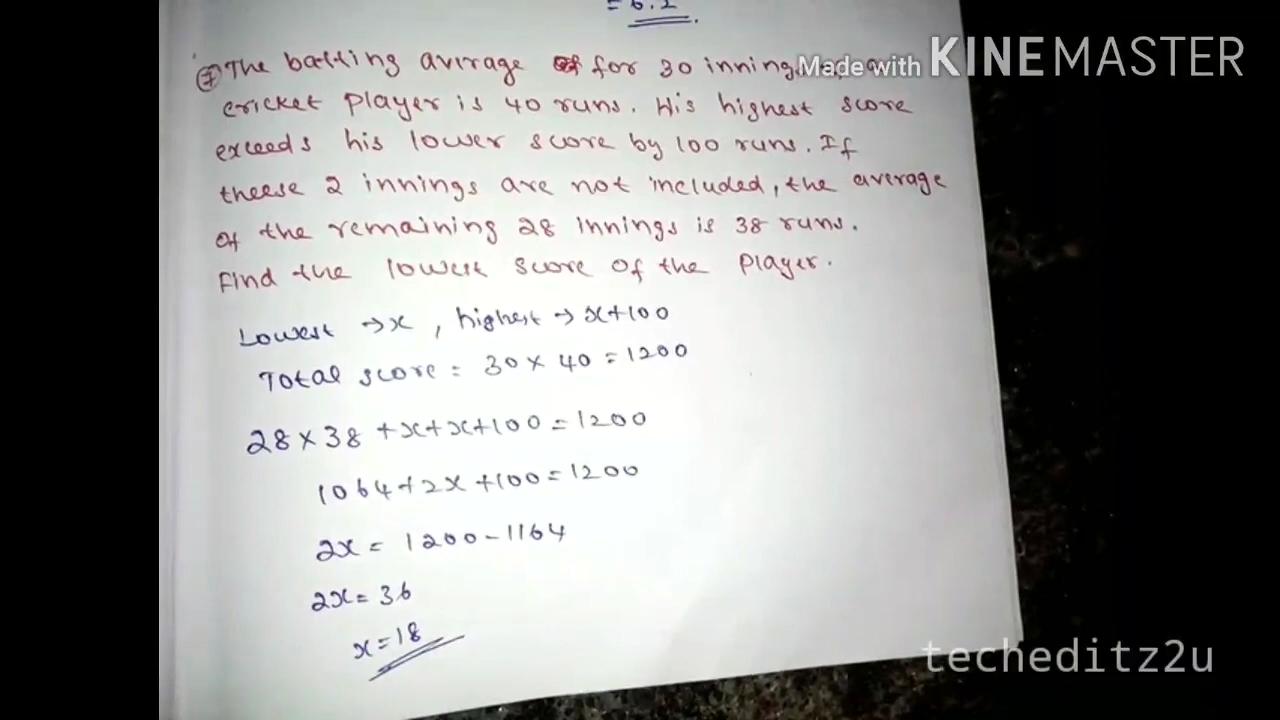 = 6.2
7 The batting average for 30 innings
cricket player is 40 runs. His highest score
exceeds his lower score by 100 runs. If
theese 2 innings are not included, the average
of the remaining 28 innings is 38 runs.
Find the lowest score of the player.
Lowest → x, highest → x+100
Total score = 30 × 40 = 1200
28 × 38 + x + x + 100 = 1200
1064 + 2x + 100 = 1200
2x = 1200 - 1164
2x = 36
x = 18
Made with KINEMASTER
techeditz2u